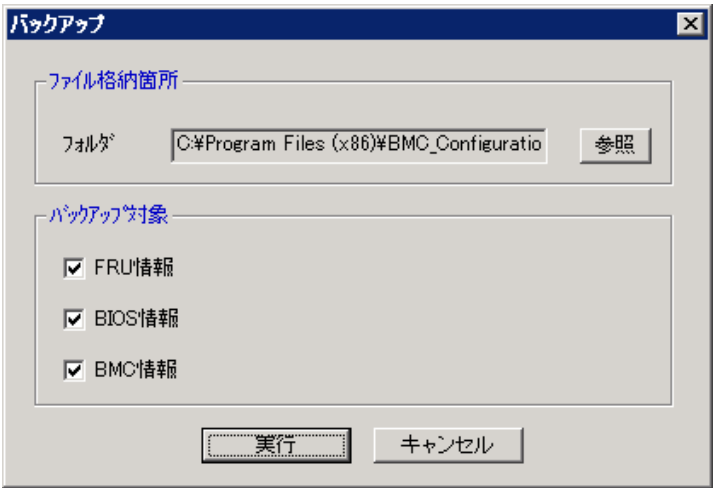 バックアップ
ファイル格納箇所
フォルダ C:¥Program Files (x86)¥BMC_Configuratio 参照
バックアップ対象
FRU情報
BIOS情報
BMC情報
実行 キャンセル